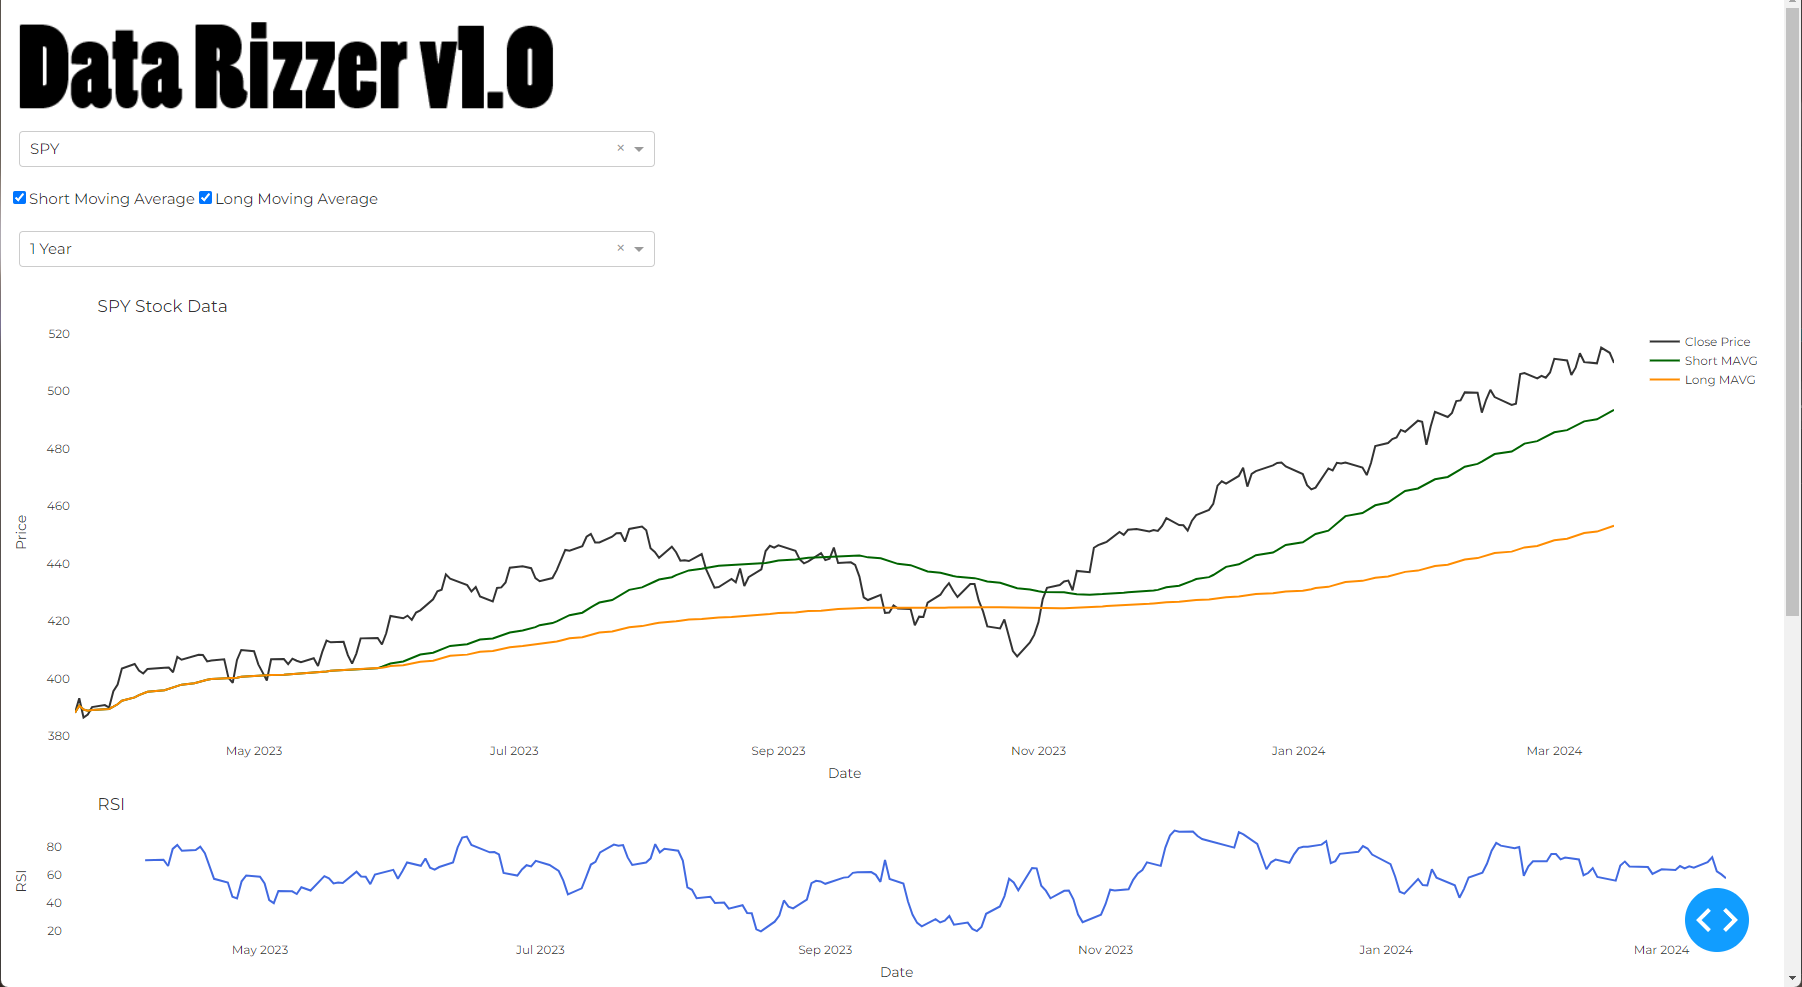 Data Rizzer v1.0
SPY
Short Moving Average Long Moving Average
1 Year
SPY Stock Data
520
500
480
460
440
420
400
380
Price
Close Price
Short MAVG
Long MAVG
May 2023 Jul 2023 Sep 2023 Nov 2023 Jan 2024 Mar 2024
Date
RSI
80
60
40
20
RSI
May 2023 Jul 2023 Sep 2023 Nov 2023 Jan 2024 Mar 2024
Date